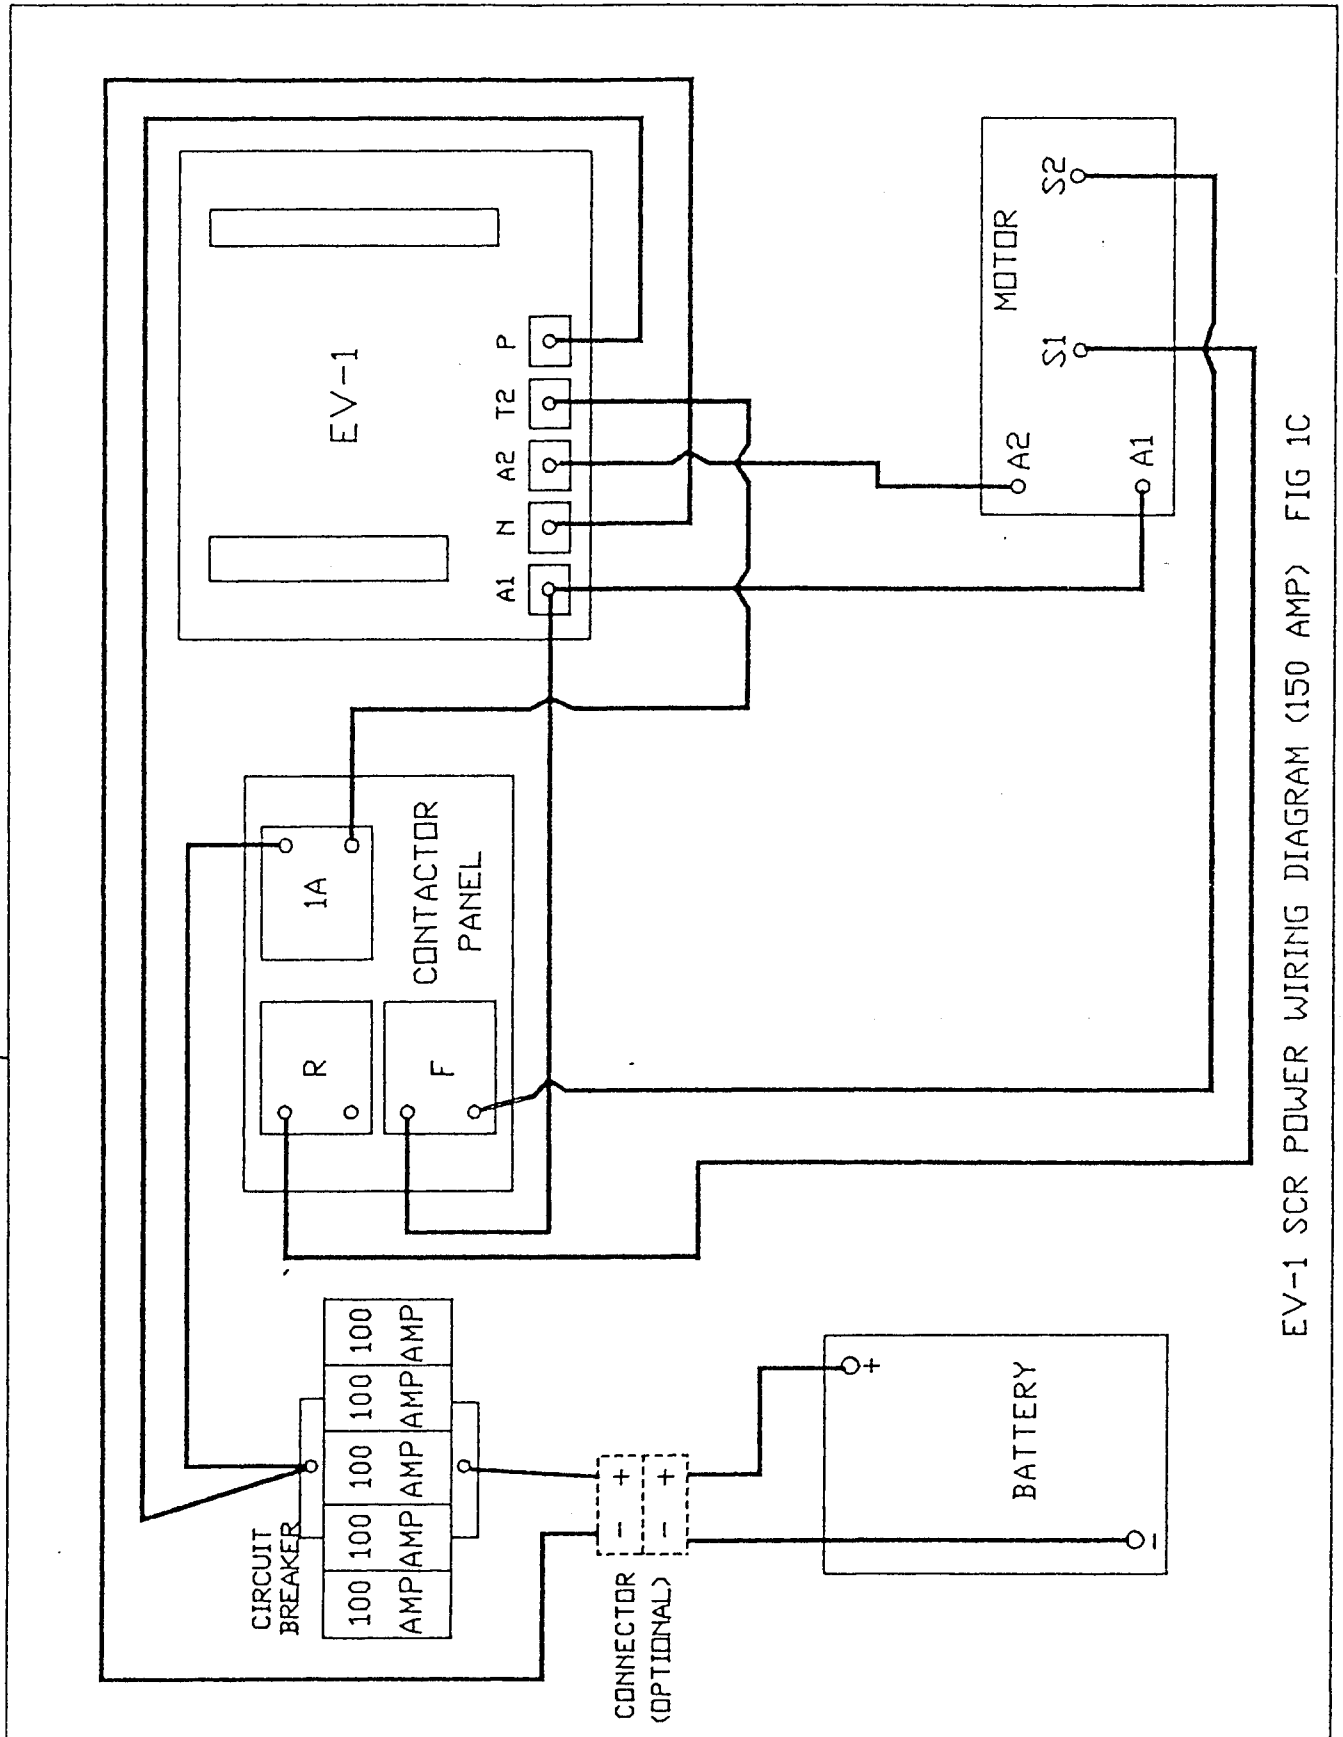 CIRCUIT
BREAKER
100 100 100 100 100
AMP AMP AMP AMP AMP
CONNECTOR
(OPTIONAL)
- +
- +
BATTERY
+
-
R
F
1A
CONTACTOR
PANEL
EV-1
A1 N A2 T2 P
MOTOR
A2
A1
S1
S2
EV-1 SCR POWER WIRING DIAGRAM (150 AMP) FIG 1C